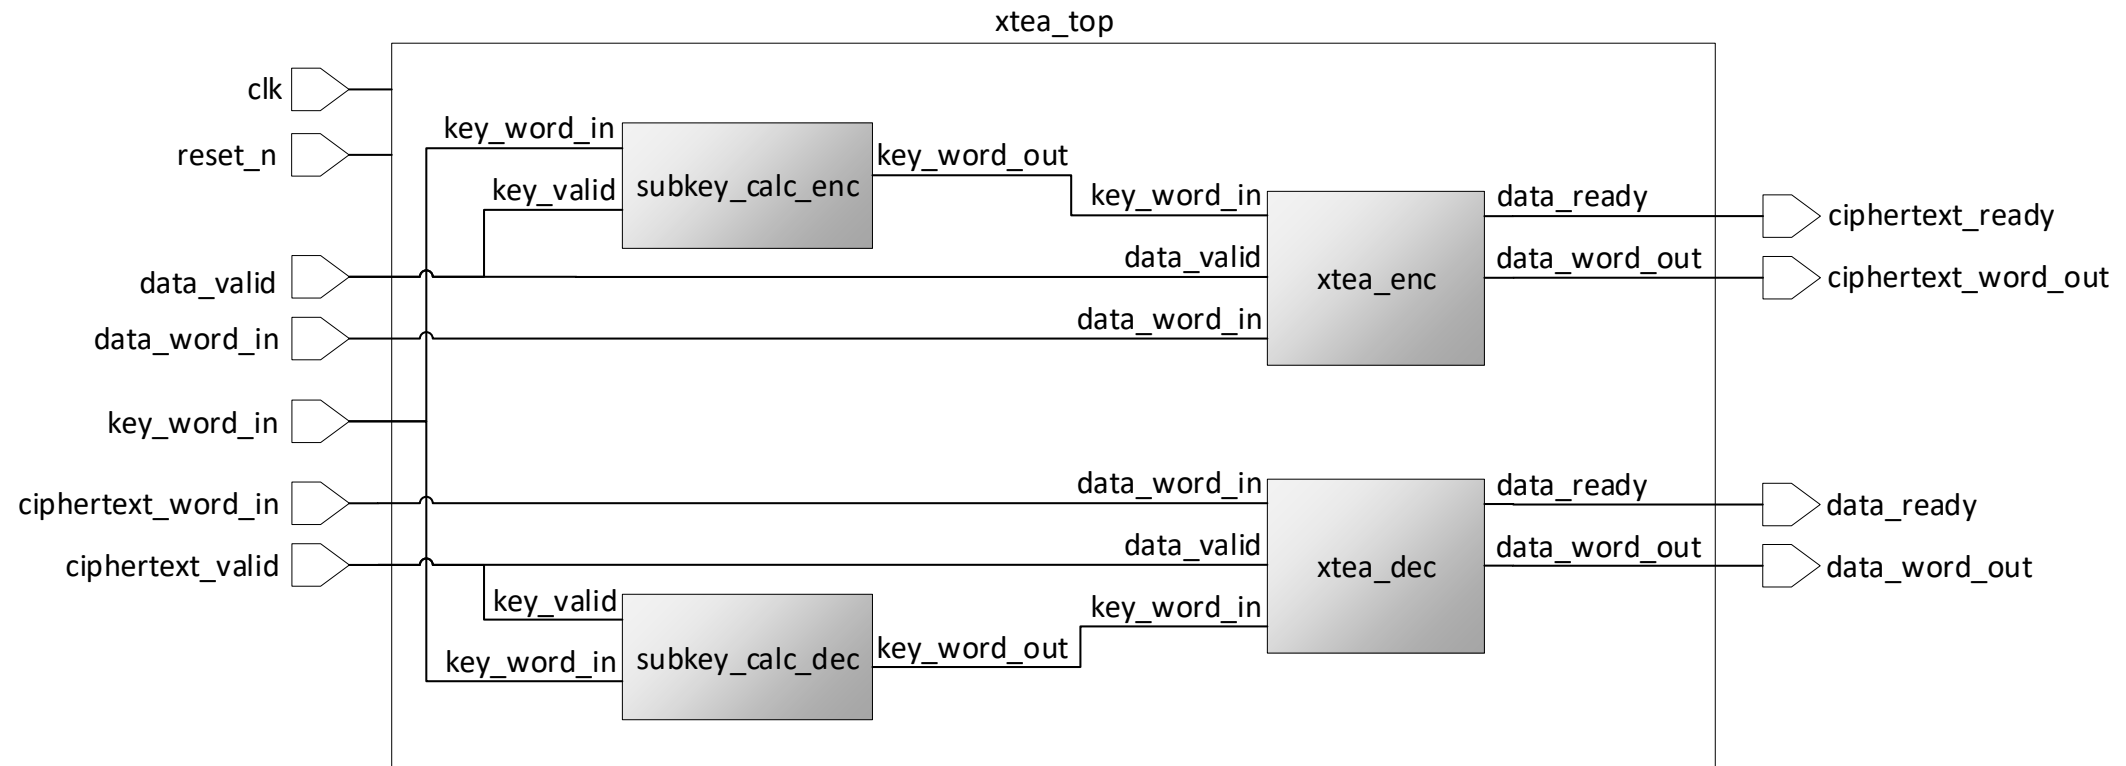 xtea_top
clk
reset_n
data_valid
data_word_in
key_word_in
ciphertext_word_in
ciphertext_valid
key_word_in
key_valid
subkey_calc_enc
key_word_out
key_word_in
data_valid
data_word_in
xtea_enc
data_ready
data_word_out
ciphertext_ready
ciphertext_word_out
data_word_in
data_valid
key_word_in
xtea_dec
data_ready
data_word_out
data_ready
data_word_out
key_valid
key_word_in
subkey_calc_dec
key_word_out